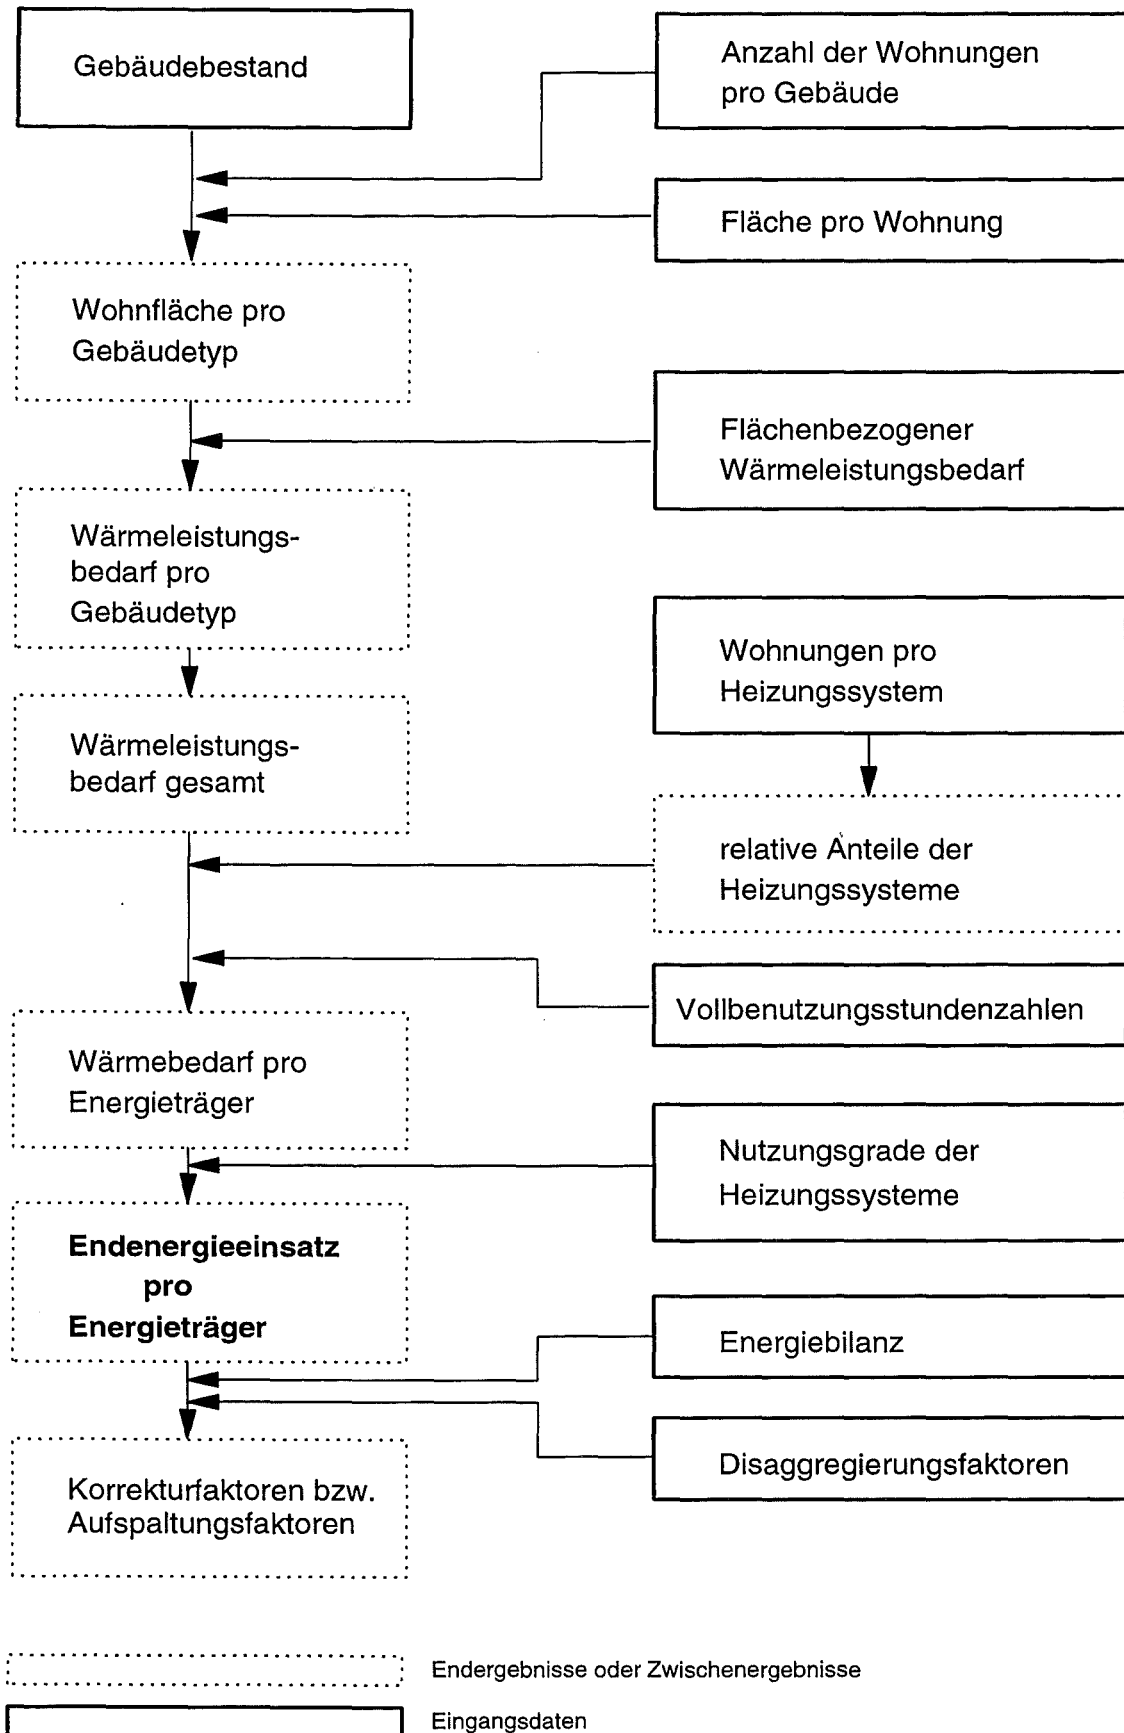 Gebäudebestand
Anzahl der Wohnungen
pro Gebäude
Fläche pro Wohnung
Wohnfläche pro
Gebäudetyp
Flächenbezogener
Wärmeleistungsbedarf
Wärmeleistungs-
bedarf pro
Gebäudetyp
Wohnungen pro
Heizungssystem
Wärmeleistungs-
bedarf gesamt
relative Anteile der
Heizungssysteme
Vollbenutzungsstundenzahlen
Wärmebedarf pro
Energieträger
Nutzungsgrade der
Heizungssysteme
Endenergieeinsatz
pro
Energieträger
Energiebilanz
Disaggregierungsfaktoren
Korrekturfaktoren bzw.
Aufspaltungsfaktoren
Endergebnisse oder Zwischenergebnisse
Eingangsdaten